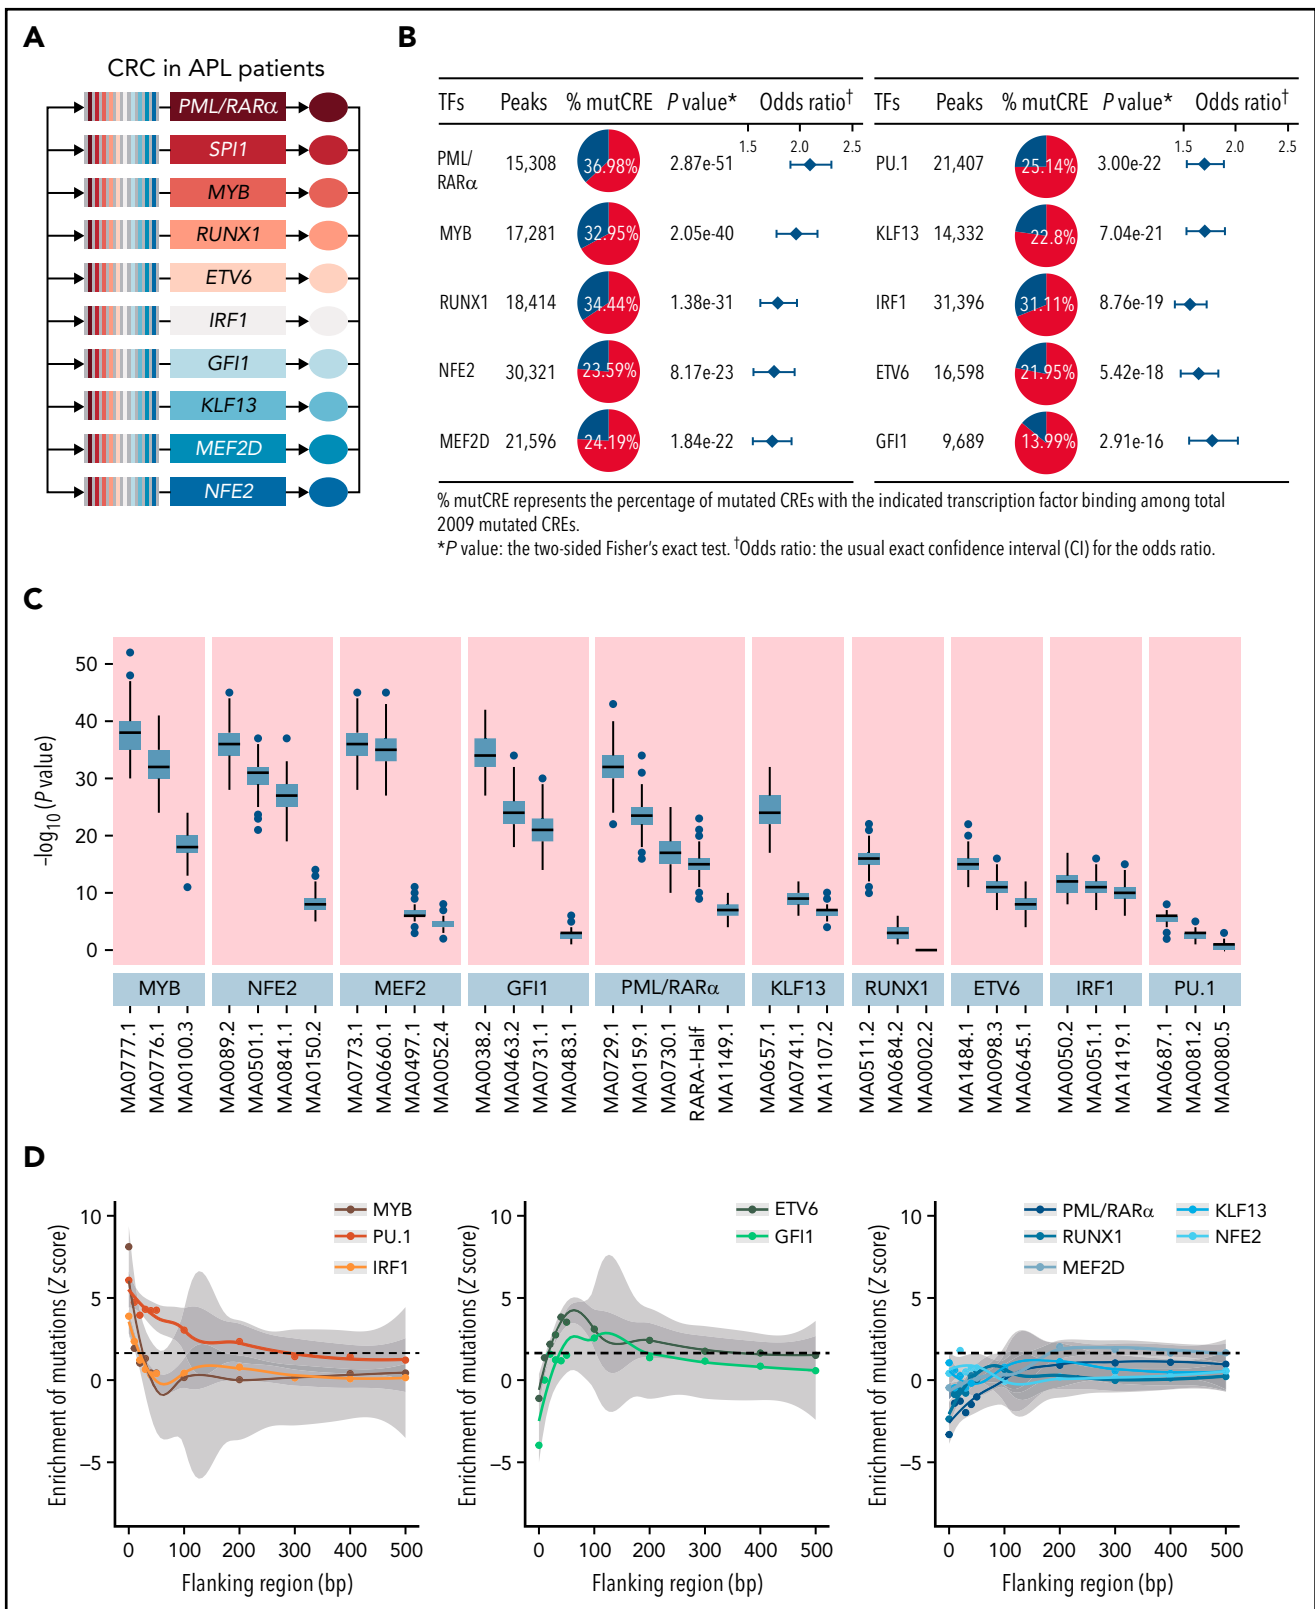 A
CRC in APL patients
PML/RARα
SPI1
MYB
RUNX1
ETV6
IRF1
GFI1
KLF13
MEF2D
NFE2
B
TFs Peaks % mutCRE P value* Odds ratio†
1.5 2.0 2.5
PML/
RARα 15,308 36.98% 2.87e-51
MYB 17,281 32.95% 2.05e-40
RUNX1 18,414 34.44% 1.38e-31
NFE2 30,321 23.59% 8.17e-23
MEF2D 21,596 24.19% 1.84e-22
TFs Peaks % mutCRE P value* Odds ratio†
1.5 2.0 2.5
PU.1 21,407 25.14% 3.00e-22
KLF13 14,332 22.8% 7.04e-21
IRF1 31,396 31.11% 8.76e-19
ETV6 16,598 21.95% 5.42e-18
GFI1 9,689 13.99% 2.91e-16
% mutCRE represents the percentage of mutated CREs with the indicated transcription factor binding among total
2009 mutated CREs.
*P value: the two-sided Fisher's exact test. †Odds ratio: the usual exact confidence interval (CI) for the odds ratio.
C
–log10 (P value)
50
40
30
20
10
0
MYB NFE2 MEF2 GFI1 PML/RARα KLF13 RUNX1 ETV6 IRF1 PU.1
MA0777.1
MA0776.1
MA0100.3
MA0089.2
MA0501.1
MA0841.1
MA0150.2
MA0773.1
MA0660.1
MA0497.1
MA0052.4
MA0038.2
MA0463.2
MA0731.1
MA0483.1
MA0729.1
MA0159.1
MA0730.1
RARA-Half
MA1149.1
MA0657.1
MA0741.1
MA1107.2
MA0511.2
MA0684.2
MA0002.2
MA1484.1
MA0098.3
MA0645.1
MA0050.2
MA0051.1
MA1419.1
MA0687.1
MA0081.2
MA0080.5
D
Enrichment of mutations (Z score)
10
5
0
–5
MYB
PU.1
IRF1
0 100 200 300 400 500
Flanking region (bp)
Enrichment of mutations (Z score)
10
5
0
–5
ETV6
GFI1
0 100 200 300 400 500
Flanking region (bp)
Enrichment of mutations (Z score)
10
5
0
–5
PML/RARα KLF13
RUNX1 NFE2
MEF2D
0 100 200 300 400 500
Flanking region (bp)